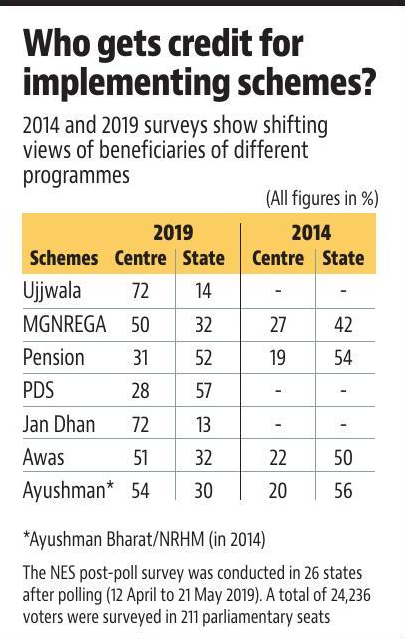 Who gets credit for
implementing schemes?
2014 and 2019 surveys show shifting
views of beneficiaries of different
programmes
(All figures in %)
2019 2014
Schemes Centre State Centre State
Ujjwala 72 14 - -
MGNREGA 50 32 27 42
Pension 31 52 19 54
PDS 28 57 - -
Jan Dhan 72 13 - -
Awas 51 32 22 50
Ayushman* 54 30 20 56
*Ayushman Bharat/NRHM (in 2014)
The NES post-poll survey was conducted in 26 states
after polling (12 April to 21 May 2019). A total of 24,236
voters were surveyed in 211 parliamentary seats